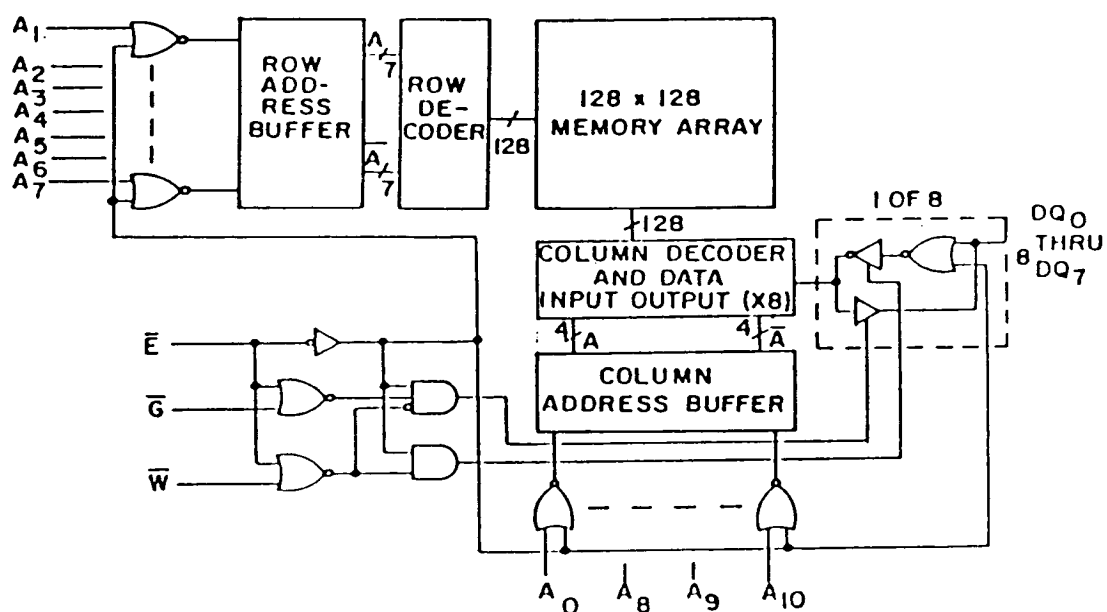 A1
A2
A3
A4
A5
A6
A7
ROW
ADD-
RESS
BUFFER
A
7
A̅
7
ROW
DE-
CODER
128
128 x 128
MEMORY ARRAY
128
COLUMN DECODER
AND DATA
INPUT OUTPUT (X8)
1 OF 8
DQ0
THRU
DQ7
8
4
A
4
A̅
COLUMN
ADDRESS BUFFER
E̅
G̅
W̅
A0
A8
A9
A10